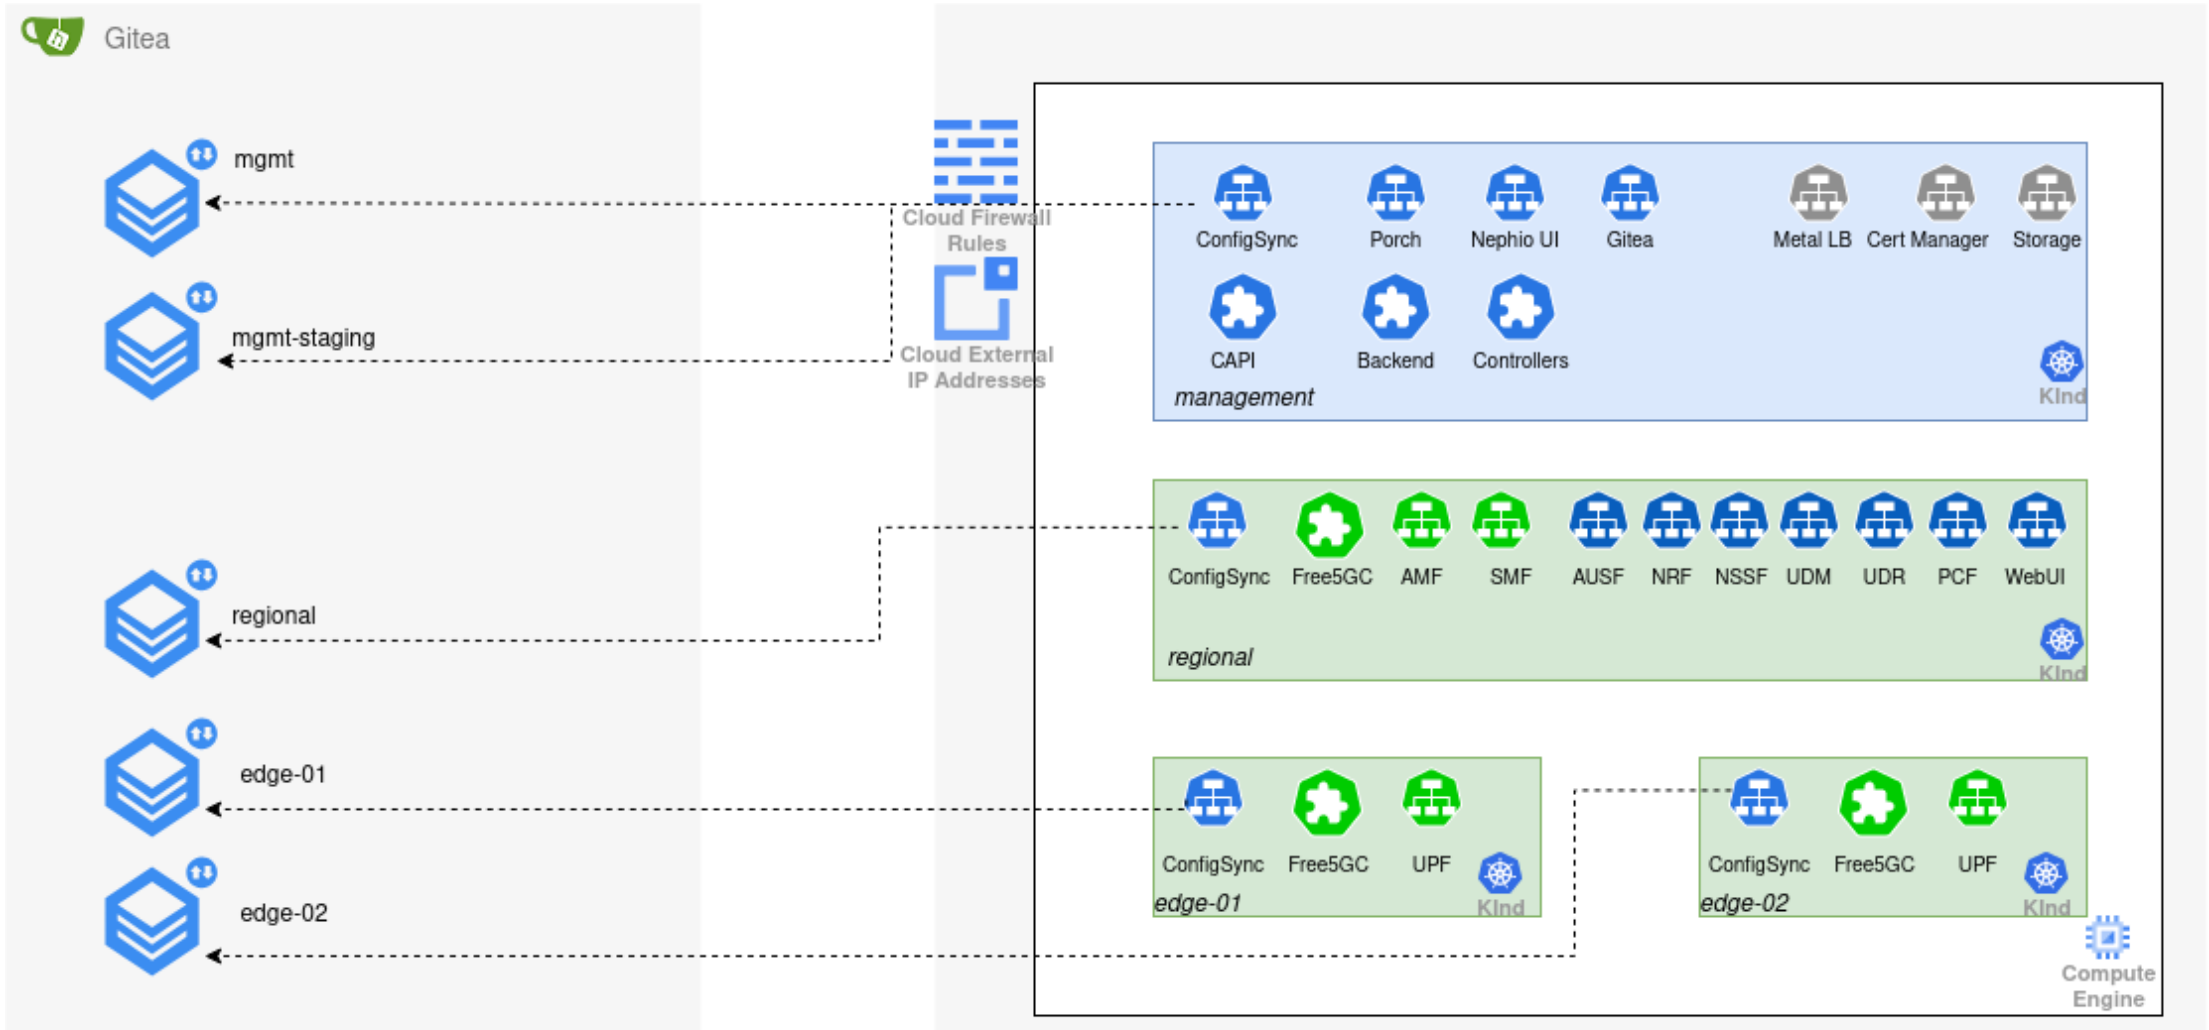 Gitea
mgmt
mgmt-staging
regional
edge-01
edge-02
Cloud Firewall
Rules
Cloud External
IP Addresses
ConfigSync Porch Nephio UI Gitea Metal LB Cert Manager Storage
CAPI Backend Controllers
management
KInd
ConfigSync Free5GC AMF SMF AUSF NRF NSSF UDM UDR PCF WebUI
regional
KInd
ConfigSync Free5GC UPF
edge-01
KInd
ConfigSync Free5GC UPF
edge-02
KInd
Compute
Engine